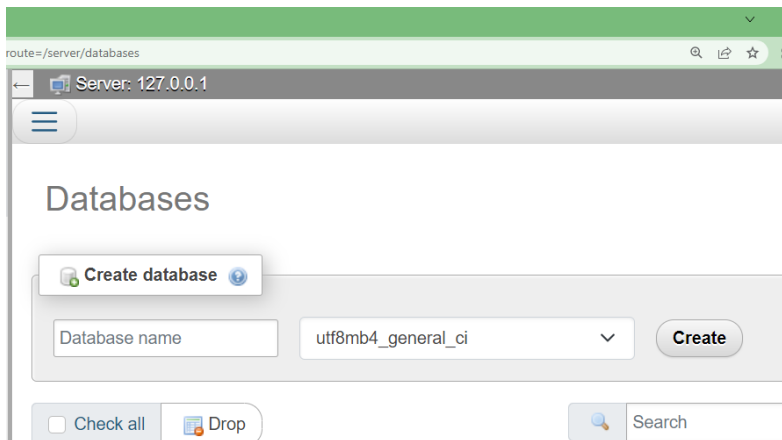 route=/server/databases
Server: 127.0.0.1
Databases
Create database
Database name utf8mb4_general_ci Create
Check all Drop Search